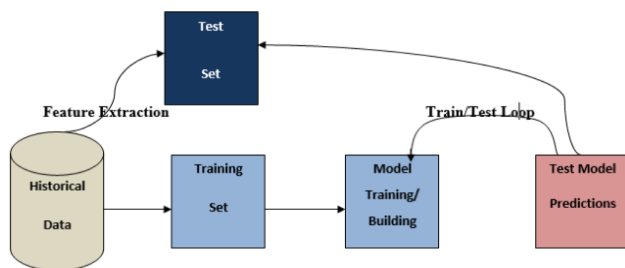 Test
Set
Feature Extraction
Train/Test Loop
Historical
Data
Training
Set
Model
Training/
Building
Test Model
Predictions